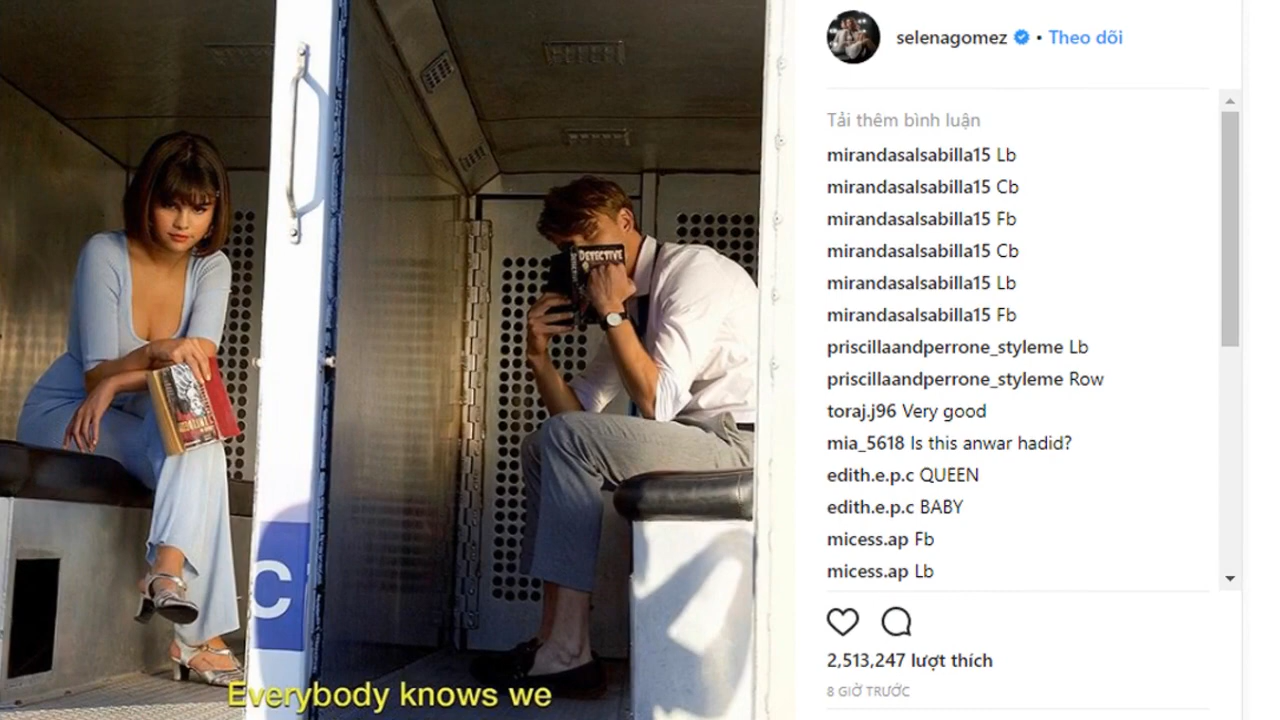 selenagomez • Theo dõi
Tải thêm bình luận
mirandasalsabilla15 Lb
mirandasalsabilla15 Cb
mirandasalsabilla15 Fb
mirandasalsabilla15 Cb
mirandasalsabilla15 Lb
mirandasalsabilla15 Fb
priscillaandperrone_styleme Lb
priscillaandperrone_styleme Row
toraj.j96 Very good
mia_5618 Is this anwar hadid?
edith.e.p.c QUEEN
edith.e.p.c BABY
micess.ap Fb
micess.ap Lb
2,513,247 lượt thích
8 GIỜ TRƯỚC
DETECTIVE
C
Everybody knows we